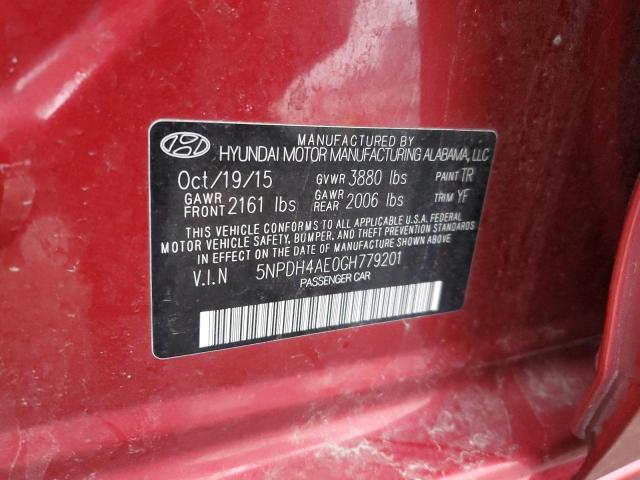 MANUFACTURED BY
HYUNDAI MOTOR MANUFACTURING ALABAMA, LLC
Oct/19/15 GVWR 3880 lbs PAINT TR
GAWR FRONT 2161 lbs GAWR REAR 2006 lbs TRIM YF
THIS VEHICLE CONFORMS TO ALL APPLICABLE U.S.A. FEDERAL
MOTOR VEHICLE SAFETY, BUMPER, AND THEFT PREVENTION STANDARDS
IN EFFECT ON THE DATE OF MANUFACTURE SHOWN ABOVE.
V.I.N 5NPDH4AE0GH779201
PASSENGER CAR